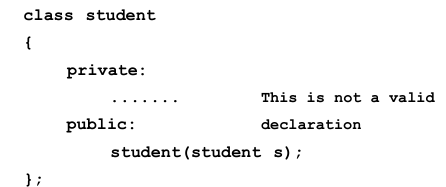 class student
{
private:
....... This is not a valid
public: declaration
student(student s);
};